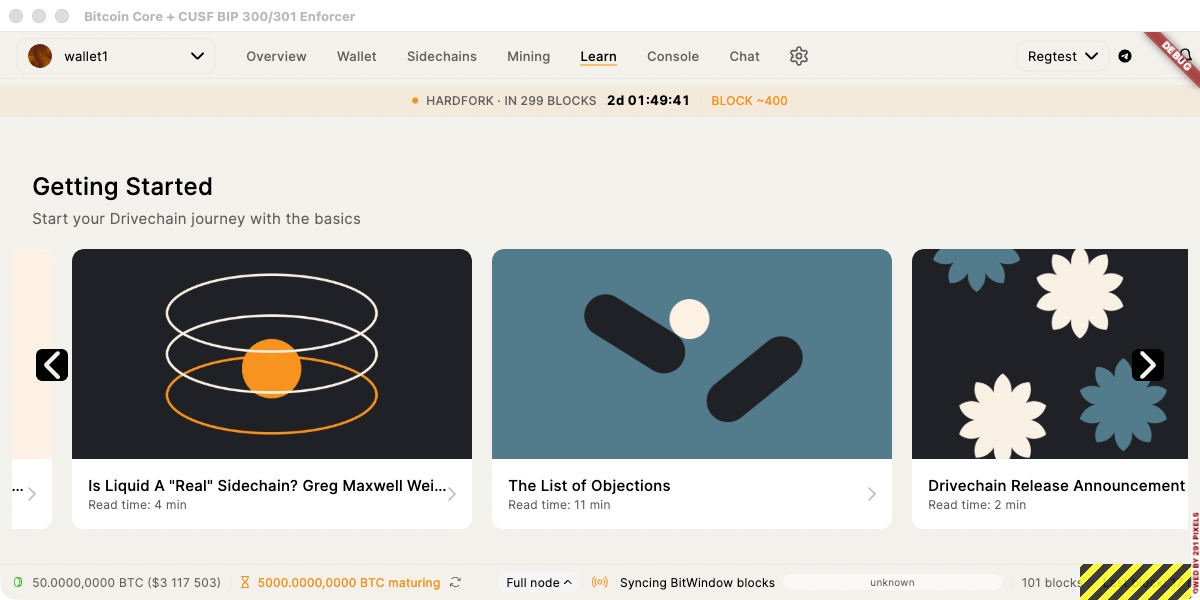 Bitcoin Core + CUSF BIP 300/301 Enforcer
wallet1
Overview
Wallet
Sidechains
Mining
Learn
Console
Chat
Regtest
DEBUG
HARDFORK · IN 299 BLOCKS 2d 01:49:41 BLOCK ~400
Getting Started
Start your Drivechain journey with the basics
...
Is Liquid A "Real" Sidechain? Greg Maxwell Wei...
Read time: 4 min
The List of Objections
Read time: 11 min
Drivechain Release Announcement
Read time: 2 min
50.0000,0000 BTC ($3 117 503)
5000.0000,0000 BTC maturing
Full node
Syncing BitWindow blocks
unknown
101 blocks
OWED BY 291 PIXELS